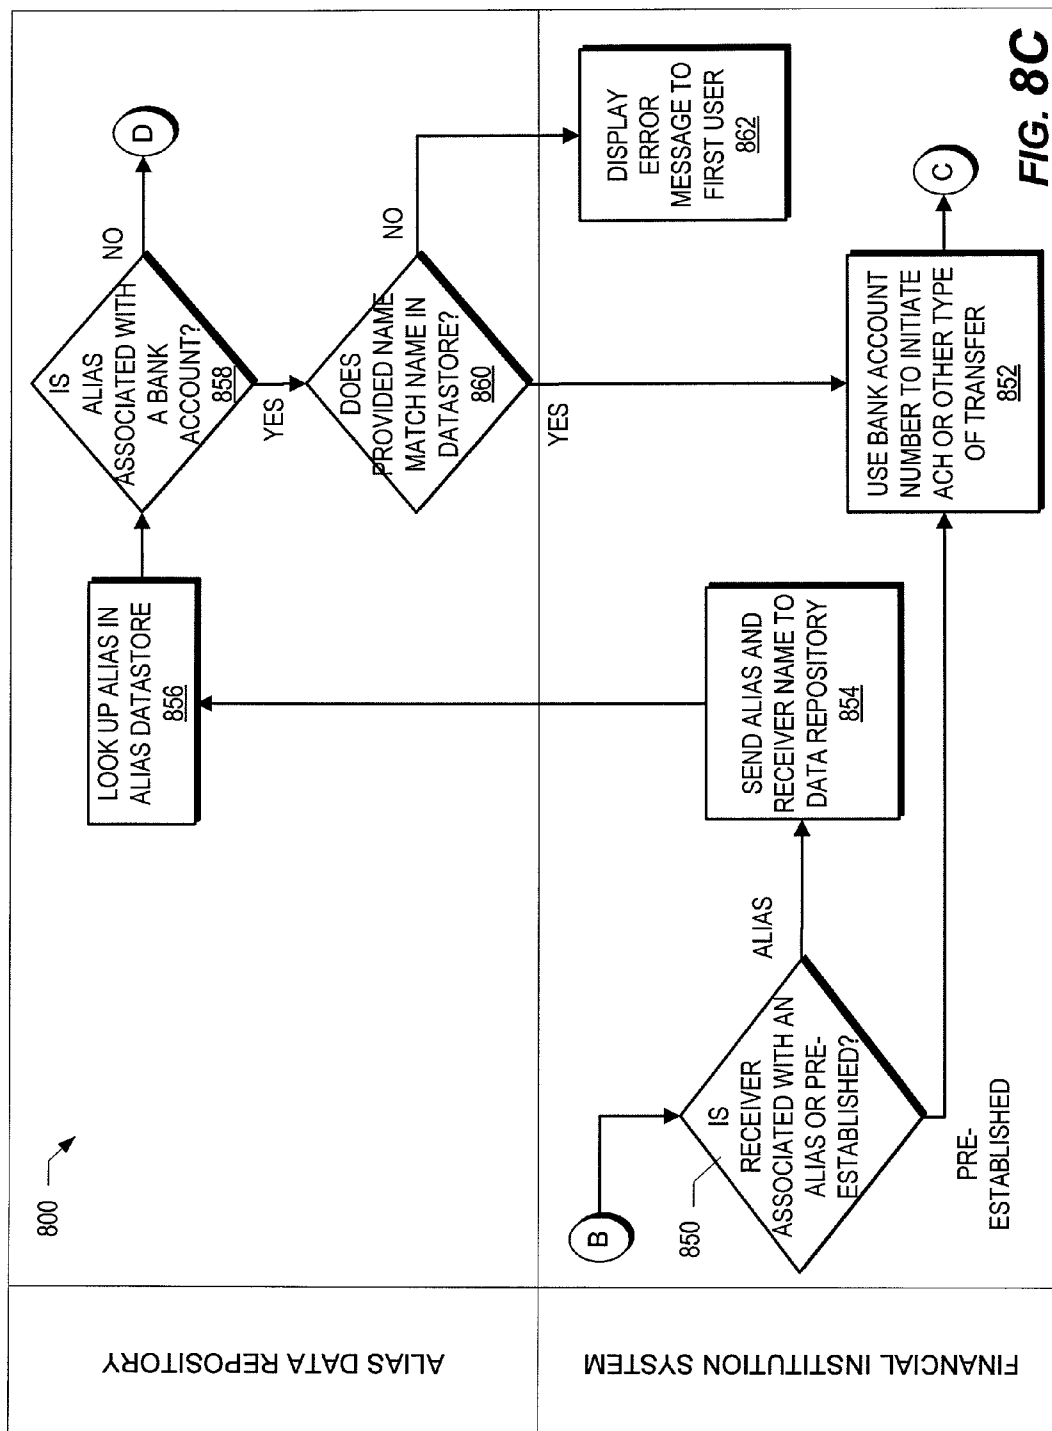 800
ALIAS DATA REPOSITORY
LOOK UP ALIAS IN
ALIAS DATASTORE
856
IS
ALIAS
ASSOCIATED WITH
A BANK
ACCOUNT?
858
NO
D
YES
DOES
PROVIDED NAME
MATCH NAME IN
DATASTORE?
860
NO
YES
FINANCIAL INSTITUTION SYSTEM
B
850
IS
RECEIVER
ASSOCIATED WITH AN
ALIAS OR PRE-
ESTABLISHED?
ALIAS
PRE-
ESTABLISHED
SEND ALIAS AND
RECEIVER NAME TO
DATA REPOSITORY
854
DISPLAY
ERROR
MESSAGE TO
FIRST USER
862
USE BANK ACCOUNT
NUMBER TO INITIATE
ACH OR OTHER TYPE
OF TRANSFER
852
C
FIG. 8C